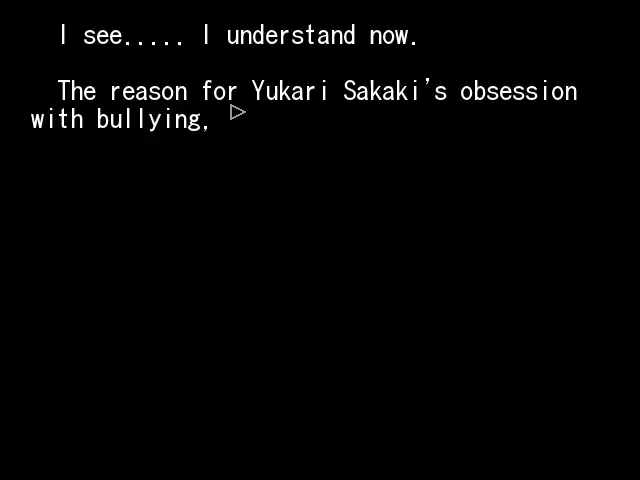 I see..... I understand now.
The reason for Yukari Sakaki's obsession
with bullying,